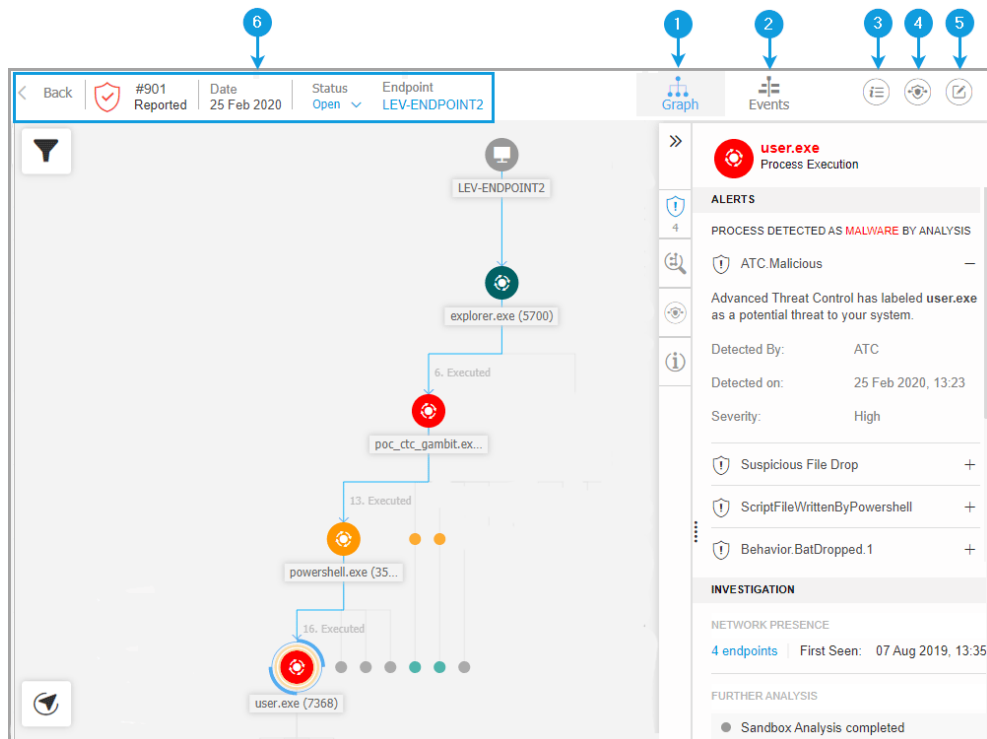 6
1
2
3
4
5
Back
#901
Reported
Date
25 Feb 2020
Status
Open
Endpoint
LEV-ENDPOINT2
Graph
Events
LEV-ENDPOINT2
explorer.exe (5700)
6. Executed
poc_ctc_gambit.ex...
13. Executed
powershell.exe (35...
16. Executed
user.exe (7368)
4
user.exe
Process Execution
ALERTS
PROCESS DETECTED AS MALWARE BY ANALYSIS
ATC.Malicious
Advanced Threat Control has labeled user.exe
as a potential threat to your system.
Detected By: ATC
Detected on: 25 Feb 2020, 13:23
Severity: High
Suspicious File Drop
ScriptFileWrittenByPowershell
Behavior.BatDropped.1
INVESTIGATION
NETWORK PRESENCE
4 endpoints First Seen: 07 Aug 2019, 13:35
FURTHER ANALYSIS
Sandbox Analysis completed